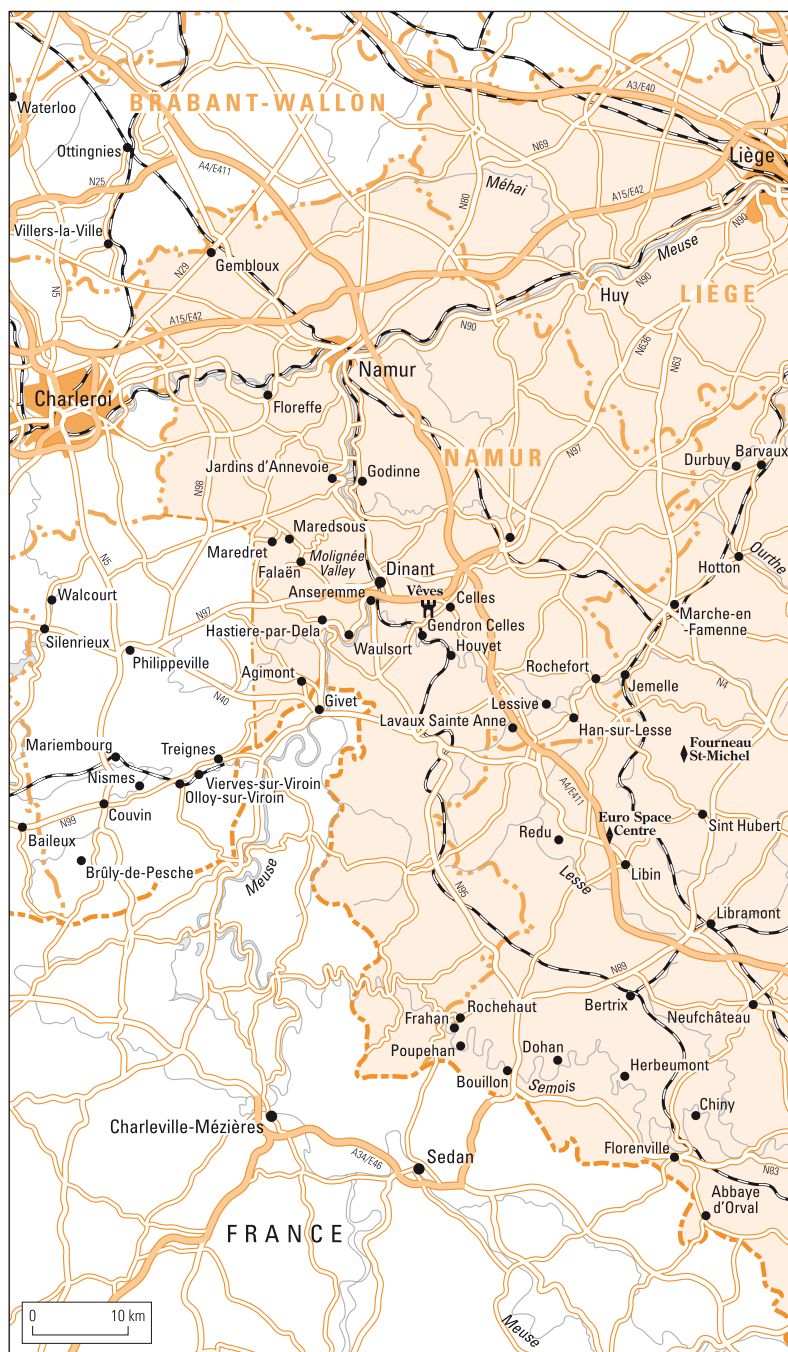 A3/E40
BRABANT-WALLON
Waterloo
Ottingnies
N69
Liège
A4/E411
N25
Méhai
N80
A15/E42
N90
Villers-la-Ville
Meuse
Gembloux
N29
N90
N5
Huy
LIÈGE
A15/E42
N90
N636
N63
Namur
Charleroi
Floreffe
NAMUR
N97
Barvaux
Durbuy
Jardins d'Annevoie
Godinne
N98
Maredsous
Maredret
Molignée
Valley
Falaën
N5
Ourthe
Hotton
Dinant
Vêves
Anseremme
Celles
Walcourt
N97
Marche-en
-Famenne
Hastiere-par-Dela
Gendron Celles
Silenrieux
Waulsort
Houyet
Philippeville
Rochefort
Agimont
Jemelle
N4
N40
Givet
Lessive
Lavaux Sainte Anne
Han-sur-Lesse
Mariembourg
Treignes
Fourneau
St-Michel
Nismes
Vierves-sur-Viroin
Olloy-sur-Viroin
A4/E411
Couvin
N99
Euro Space
Centre
Sint Hubert
Baileux
Redu
Brûly-de-Pesche
Meuse
Lesse
Libin
N95
Libramont
N89
Bertrix
Rochehaut
Neufchâteau
Frahan
Poupehan
Dohan
Herbeumont
Bouillon
Semois
Chiny
Charleville-Mézières
Florenville
A34/E46
Sedan
N83
Abbaye
d'Orval
FRANCE
0
10 km
Meuse